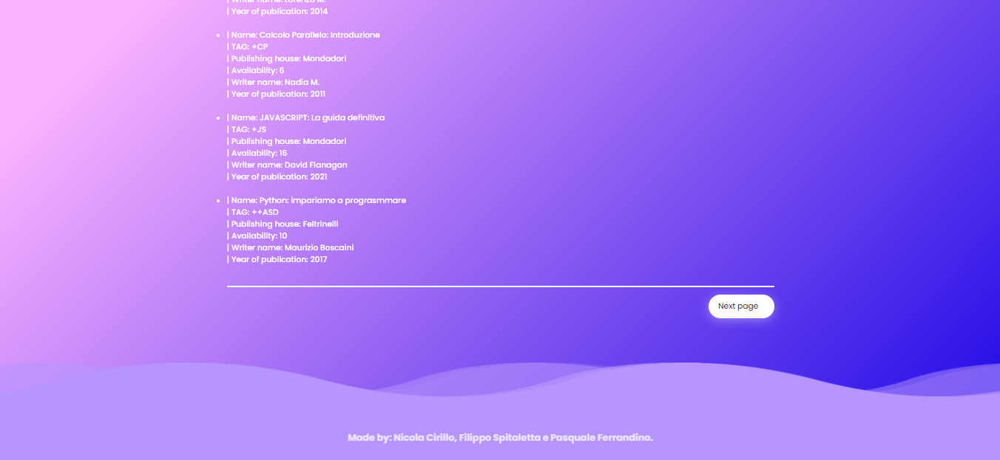 | Writer name: Lorenzo M.
| Year of publication: 2014
• | Name: Calcolo Parallelo: Introduzione
| TAG: +CP
| Publishing house: Mondadori
| Availability: 6
| Writer name: Nadia M.
| Year of publication: 2011
• | Name: JAVASCRIPT: La guida definitiva
| TAG: +JS
| Publishing house: Mondadori
| Availability: 16
| Writer name: David Flanagan
| Year of publication: 2021
• | Name: Python: impariamo a prograsmmare
| TAG: ++ASD
| Publishing house: Feltrinelli
| Availability: 10
| Writer name: Maurizio Boscaini
| Year of publication: 2017
Next page
Made by: Nicola Cirillo, Filippo Spitaletta e Pasquale Ferrandino.